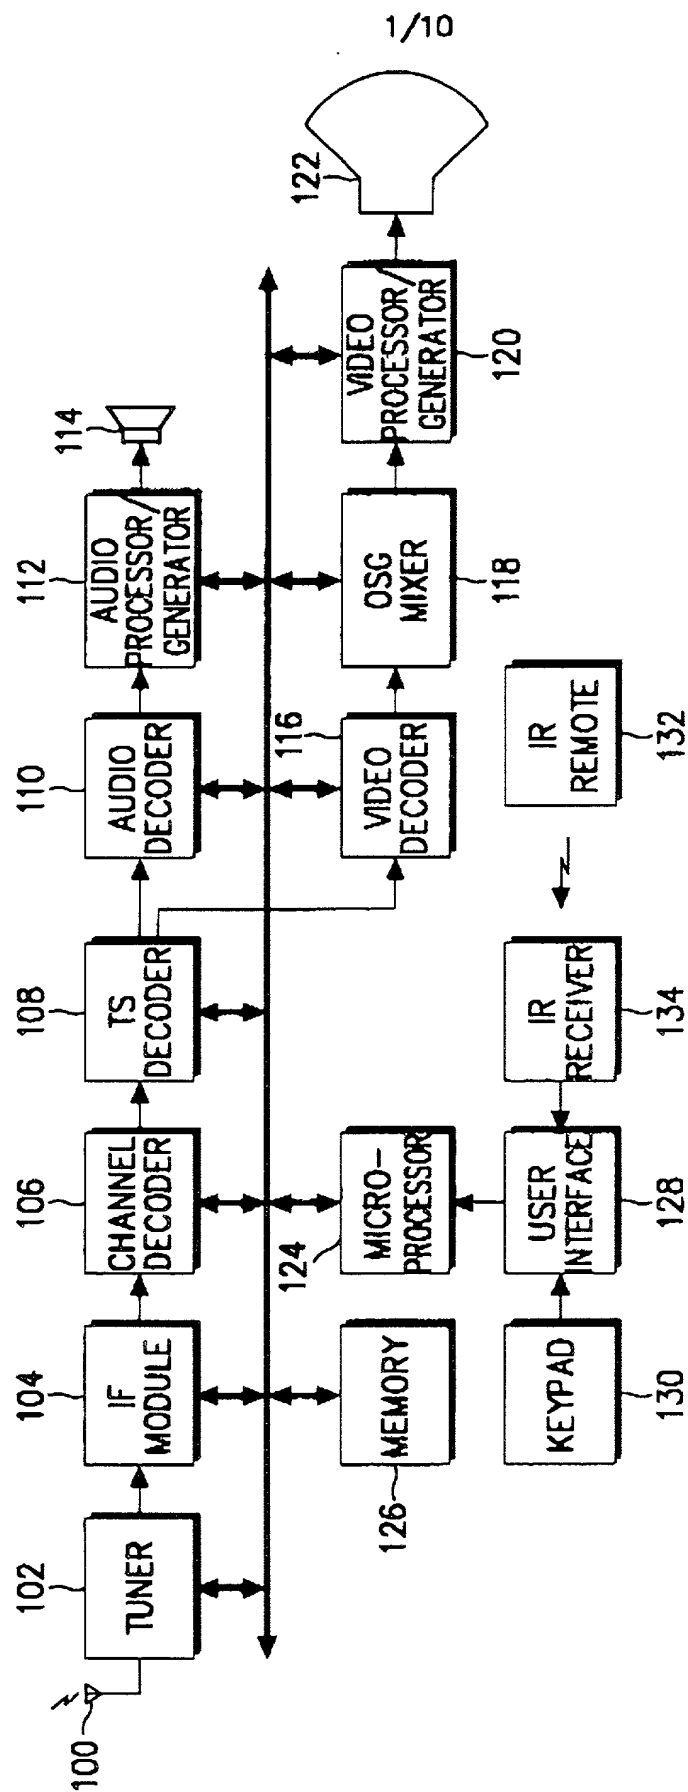 1/10
100
102
TUNER
104
IF
MODULE
106
CHANNEL
DECODER
108
TS
DECODER
110
AUDIO
DECODER
112
AUDIO
PROCESSOR/
GENERATOR
114
116
VIDEO
DECODER
118
OSG
MIXER
120
VIDEO
PROCESSOR/
GENERATOR
122
124
MICRO-
PROCESSOR
126
MEMORY
128
USER
INTERFACE
130
KEYPAD
132
IR
REMOTE
134
IR
RECEIVER